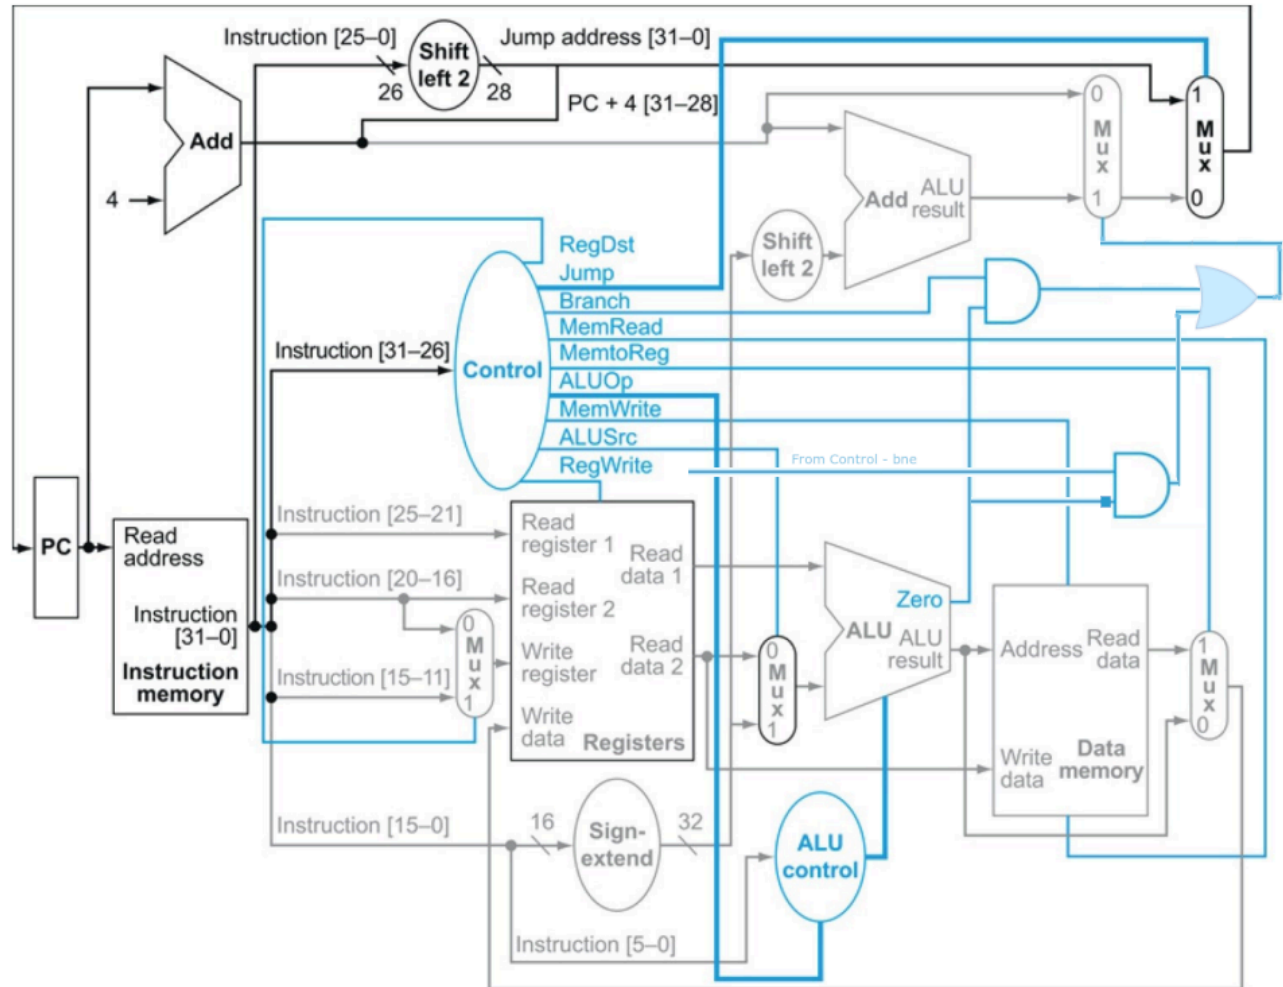 Instruction [25–0]
Shift
left 2
Jump address [31–0]
26
28
PC + 4 [31–28]
Add
4
0
M
u
x
1
1
M
u
x
0
Add
ALU
result
Shift
left 2
RegDst
Jump
Branch
MemRead
MemtoReg
ALUOp
MemWrite
ALUSrc
RegWrite
Instruction [31–26]
Control
From Control - bne
PC
Read
address
Instruction
[31–0]
Instruction
memory
Instruction [25–21]
Instruction [20–16]
Instruction [15–11]
0
M
u
x
1
Read
register 1
Read
register 2
Write
register
Write
data
Read
data 1
Read
data 2
Registers
0
M
u
x
1
Zero
ALU
ALU
result
Address
Read
data
Write
data
Data
memory
1
M
u
x
0
Instruction [15–0]
16
Sign-
extend
32
ALU
control
Instruction [5–0]